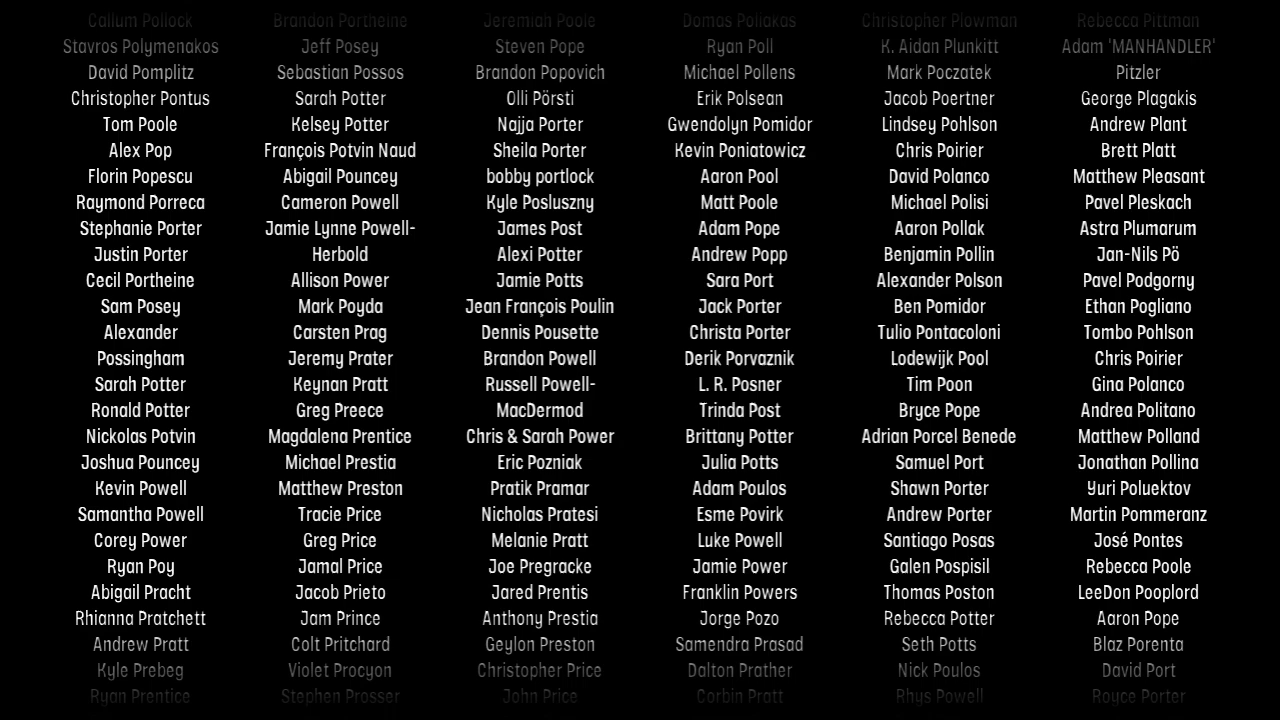 Callum Pollock
Stavros Polymenakos
David Pomplitz
Christopher Pontus
Tom Poole
Alex Pop
Florin Popescu
Raymond Porreca
Stephanie Porter
Justin Porter
Cecil Portheine
Sam Posey
Alexander
Possingham
Sarah Potter
Ronald Potter
Nickolas Potvin
Joshua Pouncey
Kevin Powell
Samantha Powell
Corey Power
Ryan Poy
Abigail Pracht
Rhianna Pratchett
Andrew Pratt
Kyle Prebeg
Ryan Prentice
Brandon Portheine
Jeff Posey
Sebastian Possos
Sarah Potter
Kelsey Potter
François Potvin Naud
Abigail Pouncey
Cameron Powell
Jamie Lynne Powell-
Herbold
Allison Power
Mark Poyda
Carsten Prag
Jeremy Prater
Keynan Pratt
Greg Preece
Magdalena Prentice
Michael Prestia
Matthew Preston
Tracie Price
Greg Price
Jamal Price
Jacob Prieto
Jam Prince
Colt Pritchard
Violet Procyon
Stephen Prosser
Jeremiah Poole
Steven Pope
Brandon Popovich
Olli Pörsti
Najja Porter
Sheila Porter
bobby portlock
Kyle Posluszny
James Post
Alexi Potter
Jamie Potts
Jean François Poulin
Dennis Pousette
Brandon Powell
Russell Powell-
MacDermod
Chris & Sarah Power
Eric Pozniak
Pratik Pramar
Nicholas Pratesi
Melanie Pratt
Joe Pregracke
Jared Prentis
Anthony Prestia
Geylon Preston
Christopher Price
John Price
Domas Poliakas
Ryan Poll
Michael Pollens
Erik Polsean
Gwendolyn Pomidor
Kevin Poniatowicz
Aaron Pool
Matt Poole
Adam Pope
Andrew Popp
Sara Port
Jack Porter
Christa Porter
Derik Porvaznik
L. R. Posner
Trinda Post
Brittany Potter
Julia Potts
Adam Poulos
Esme Povirk
Luke Powell
Jamie Power
Franklin Powers
Jorge Pozo
Samendra Prasad
Dalton Prather
Corbin Pratt
Christopher Plowman
K. Aidan Plunkitt
Mark Poczatek
Jacob Poertner
Lindsey Pohlson
Chris Poirier
David Polanco
Michael Polisi
Aaron Pollak
Benjamin Pollin
Alexander Polson
Ben Pomidor
Tulio Pontacoloni
Lodewijk Pool
Tim Poon
Bryce Pope
Adrian Porcel Benede
Samuel Port
Shawn Porter
Andrew Porter
Santiago Posas
Galen Pospisil
Thomas Poston
Rebecca Potter
Seth Potts
Nick Poulos
Rhys Powell
Rebecca Pittman
Adam 'MANHANDLER'
Pitzler
George Plagakis
Andrew Plant
Brett Platt
Matthew Pleasant
Pavel Pleskach
Astra Plumarum
Jan-Nils Pö
Pavel Podgorny
Ethan Pogliano
Tombo Pohlson
Chris Poirier
Gina Polanco
Andrea Politano
Matthew Polland
Jonathan Pollina
Yuri Poluektov
Martin Pommeranz
José Pontes
Rebecca Poole
LeeDon Pooplord
Aaron Pope
Blaz Porenta
David Port
Royce Porter